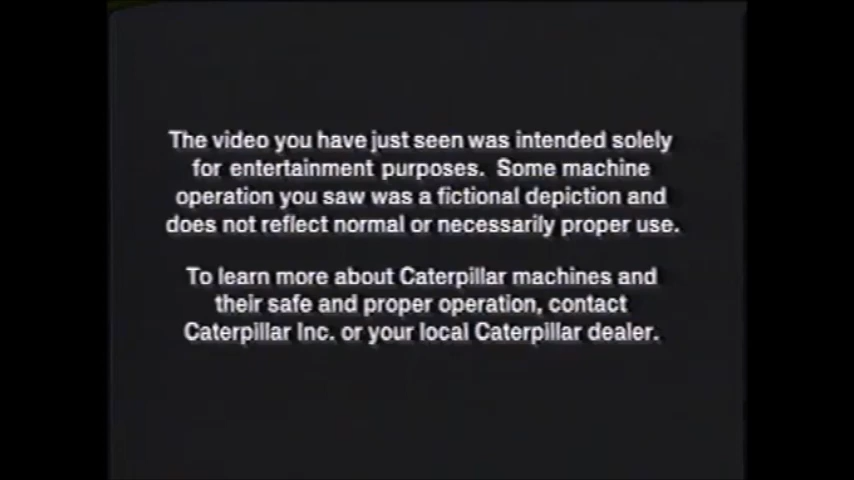 The video you have just seen was intended solely
for entertainment purposes. Some machine
operation you saw was a fictional depiction and
does not reflect normal or necessarily proper use.
To learn more about Caterpillar machines and
their safe and proper operation, contact
Caterpillar Inc. or your local Caterpillar dealer.